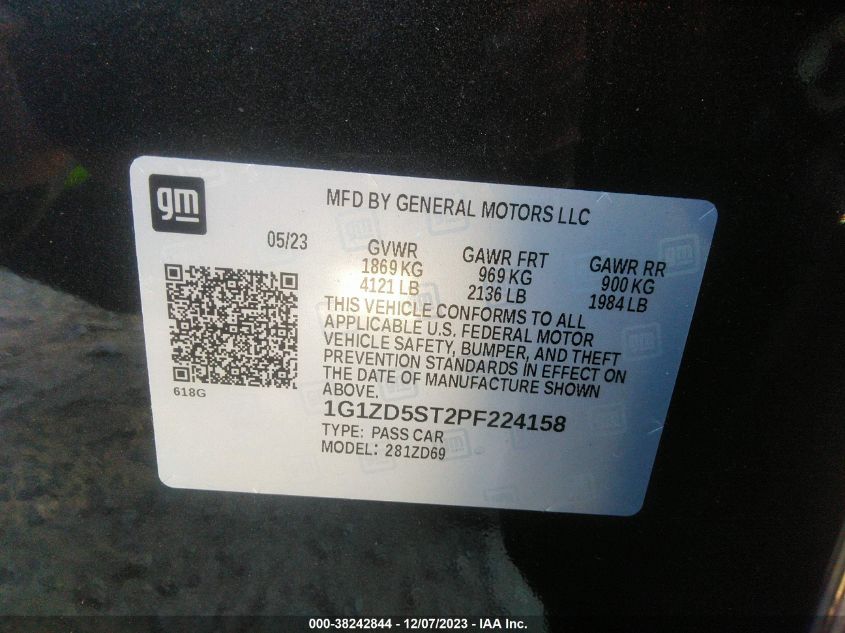 gm
MFD BY GENERAL MOTORS LLC
05/23
GVWR GAWR FRT GAWR RR
1869 KG 969 KG 900 KG
4121 LB 2136 LB 1984 LB
THIS VEHICLE CONFORMS TO ALL
APPLICABLE U.S. FEDERAL MOTOR
VEHICLE SAFETY, BUMPER, AND THEFT
PREVENTION STANDARDS IN EFFECT ON
THE DATE OF MANUFACTURE SHOWN
ABOVE.
618G
1G1ZD5ST2PF224158
TYPE: PASS CAR
MODEL: 281ZD69
000-38242844 - 12/07/2023 - IAA Inc.